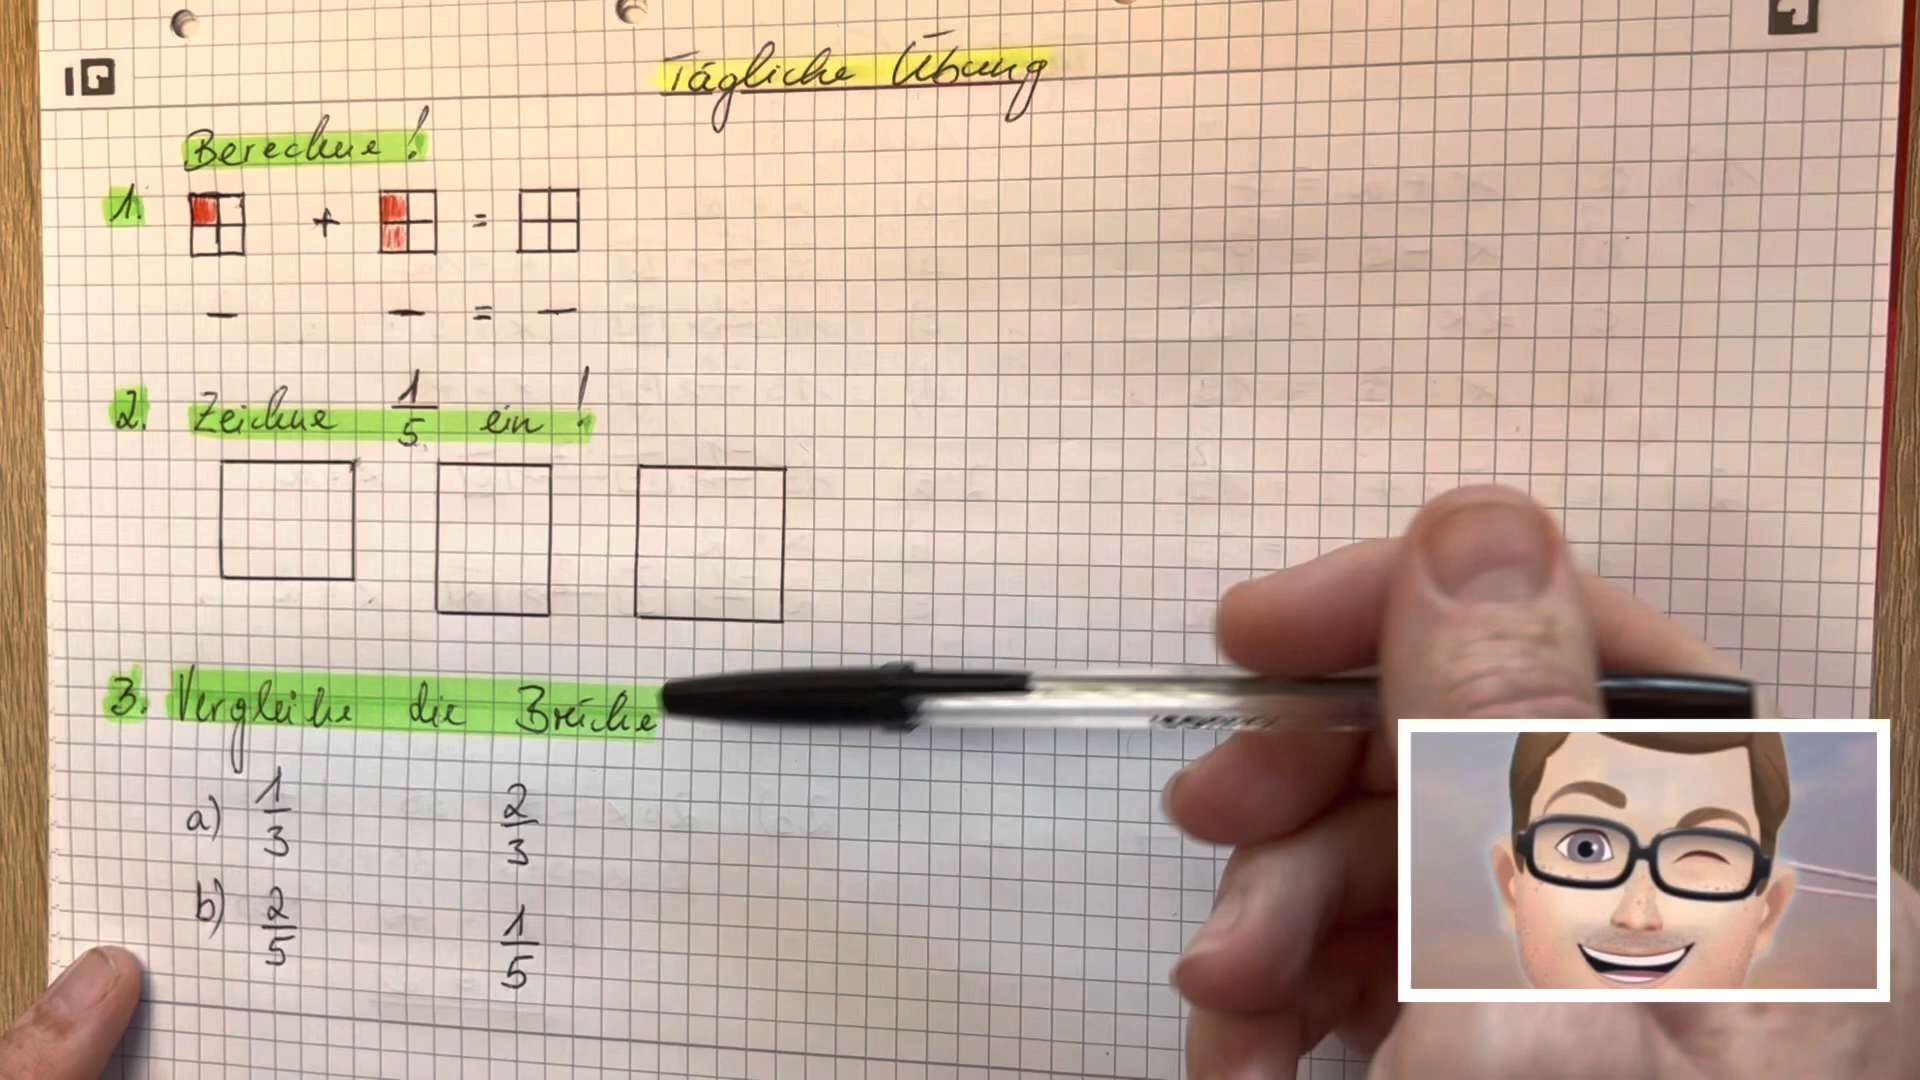 Tägliche Übung
Berechne!
1. + =
— — = —
2. Zeichne 1/5 ein!
3. Vergleiche die Brüche
a) 1/3 2/3
b) 2/5 1/5